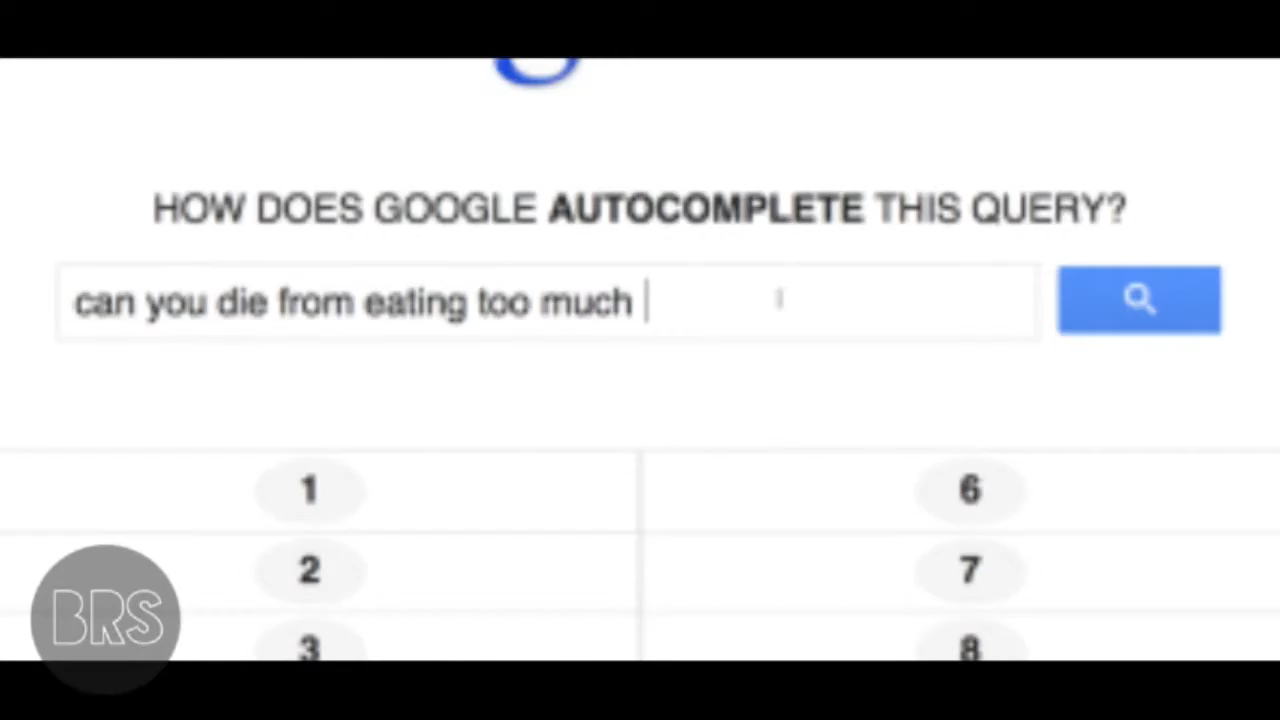 HOW DOES GOOGLE AUTOCOMPLETE THIS QUERY?
can you die from eating too much
1 6
2 7
3 8
BRS